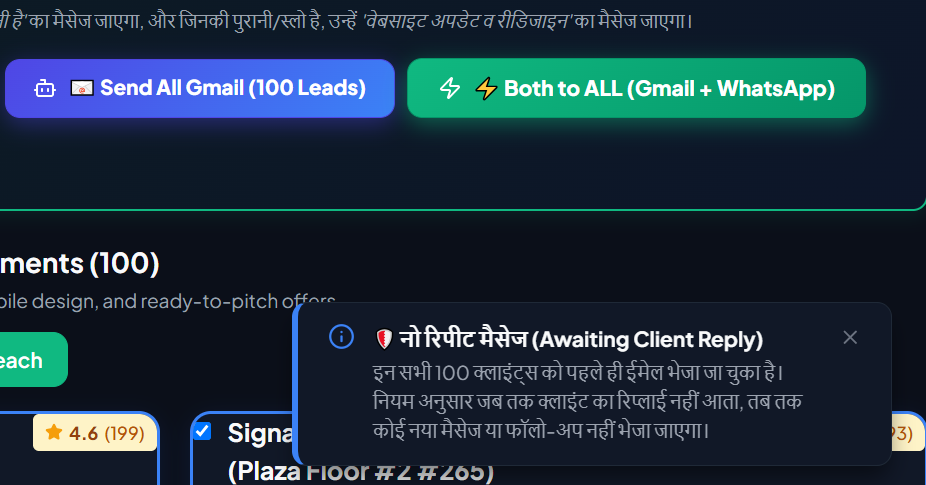 है' का मैसेज जाएगा, और जिनकी पुरानी/स्लो है, उन्हें 'वेबसाइट अपडेट व रीडिजाइन' का मैसेज जाएगा।
Send All Gmail (100 Leads)
Both to ALL (Gmail + WhatsApp)
ments (100)
bile design, and ready-to-pitch offers
each
नो रिपीट मैसेज (Awaiting Client Reply)
इन सभी 100 क्लाइंट्स को पहले ही ईमेल भेजा जा चुका है।
नियम अनुसार जब तक क्लाइंट का रिप्लाई नहीं आता, तब तक
कोई नया मैसेज या फॉलो-अप नहीं भेजा जाएगा।
4.6 (199)
Signa
93)
(Plaza Floor #2 #265)